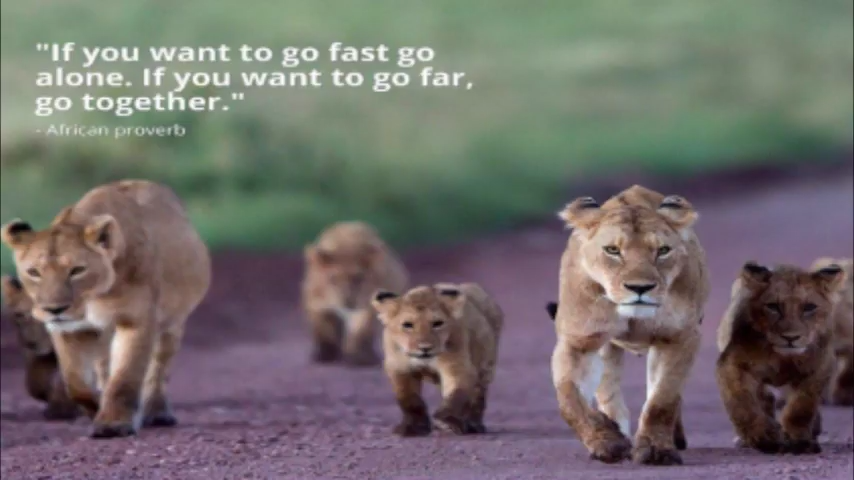 "If you want to go fast go
alone. If you want to go far,
go together."
- African proverb